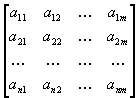 a₁₁ a₁₂ ... a₁ₘ
a₂₁ a₂₂ ... a₂ₘ
... ... ... ...
aₙ₁ aₙ₂ ... aₙₘ